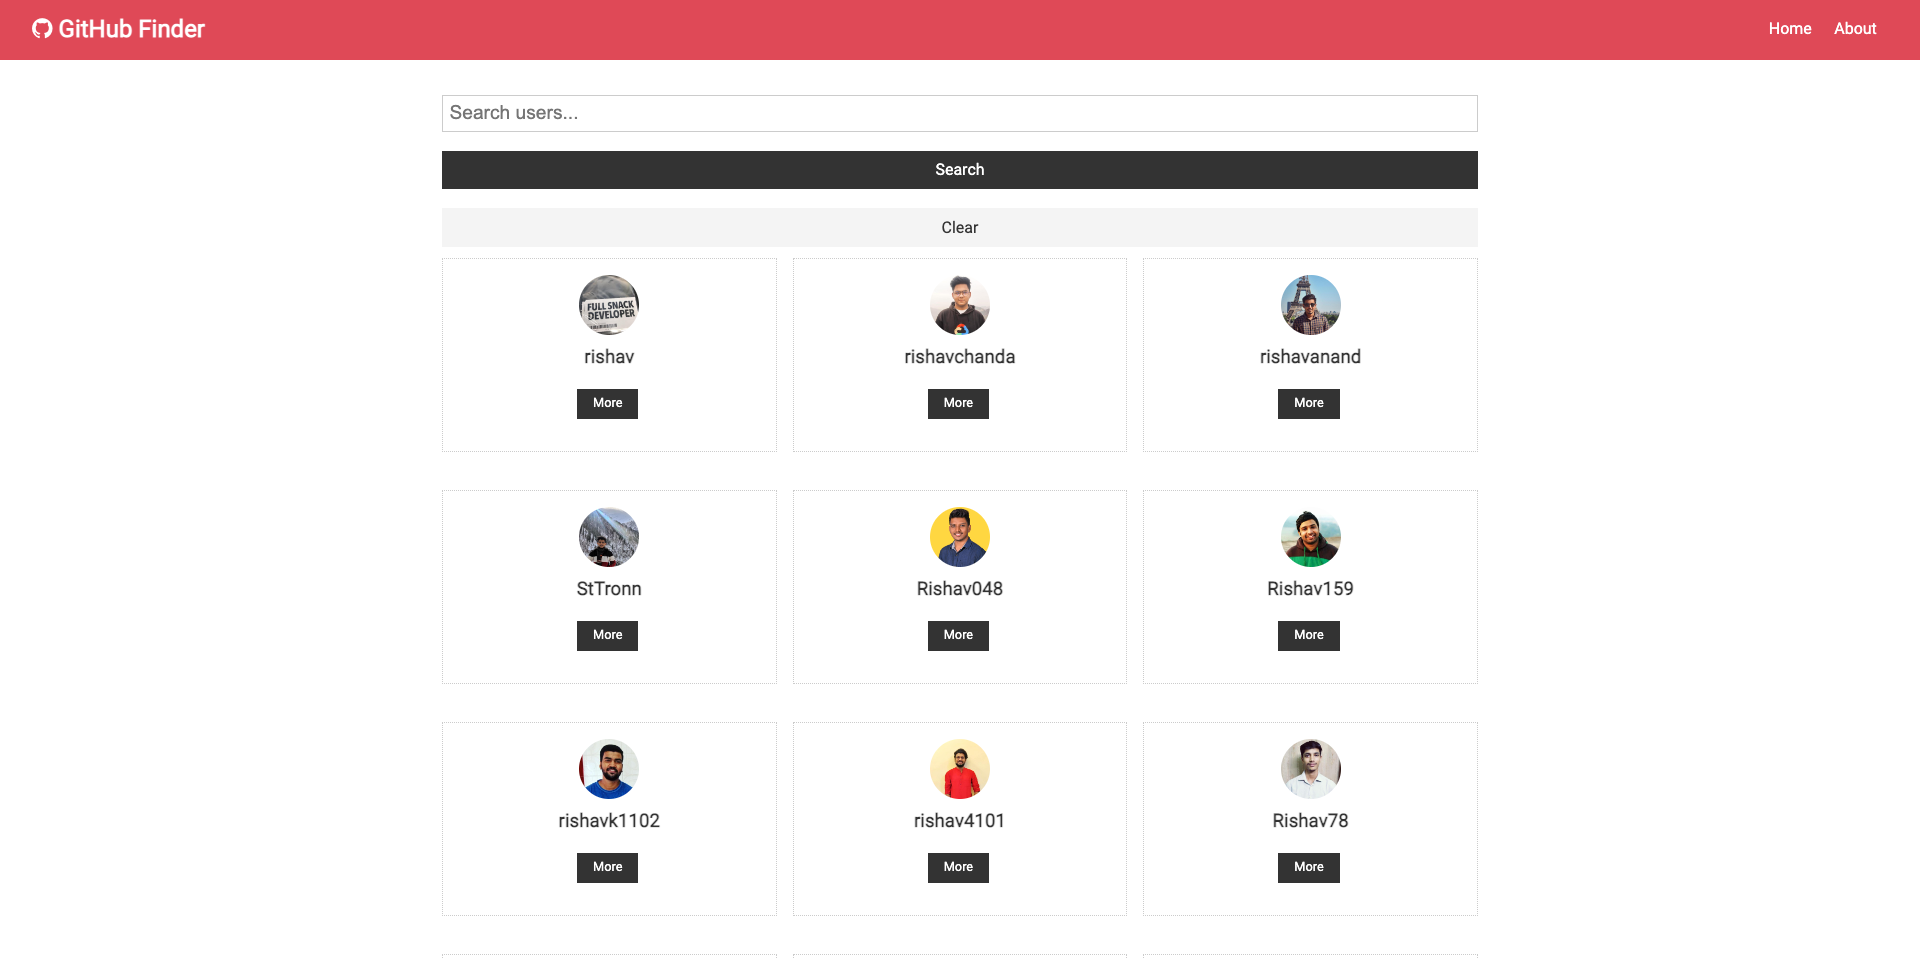 GitHub Finder
Home About
Search users...
Search
Clear
FULL SNACK
DEVELOPER
rishav
rishavchanda
rishavanand
More
More
More
StTronn
Rishav048
Rishav159
More
More
More
rishavk1102
rishav4101
Rishav78
More
More
More